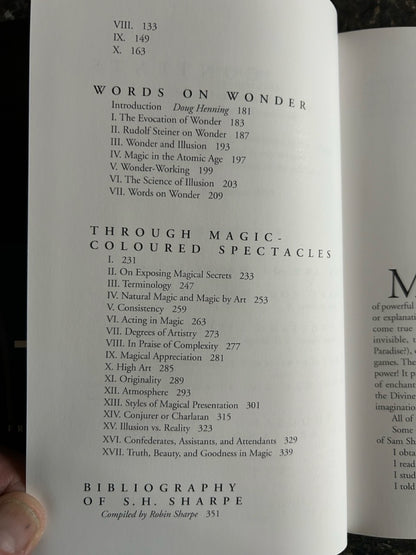 VIII. 133
IX. 149
X. 163
WORDS ON WONDER
Introduction Doug Henning 181
I. The Evocation of Wonder 183
II. Rudolf Steiner on Wonder 187
III. Wonder and Illusion 193
IV. Magic in the Atomic Age 197
V. Wonder-Working 199
VI. The Science of Illusion 203
VII. Words on Wonder 209
THROUGH MAGIC-
COLOURED SPECTACLES
I. 231
II. On Exposing Magical Secrets 233
III. Terminology 247
IV. Natural Magic and Magic by Art 253
V. Consistency 259
VI. Acting in Magic 263
VII. Degrees of Artistry 273
VIII. In Praise of Complexity 277
IX. Magical Appreciation 281
X. High Art 285
XI. Originality 289
XII. Atmosphere 293
XIII. Styles of Magical Presentation 301
XIV. Conjurer or Charlatan 315
XV. Illusion vs. Reality 323
XVI. Confederates, Assistants, and Attendants 329
XVII. Truth, Beauty, and Goodness in Magic 339
BIBLIOGRAPHY
OF S.H. SHARPE
Compiled by Robin Sharpe 351
M
of powerful
or explanati
come true
invisible, t
Paradise?),
games. The
power! It p
of enchant
the Divine
imagination
All of
Some
of Sam Sh
I obta
I read
I stud
I told